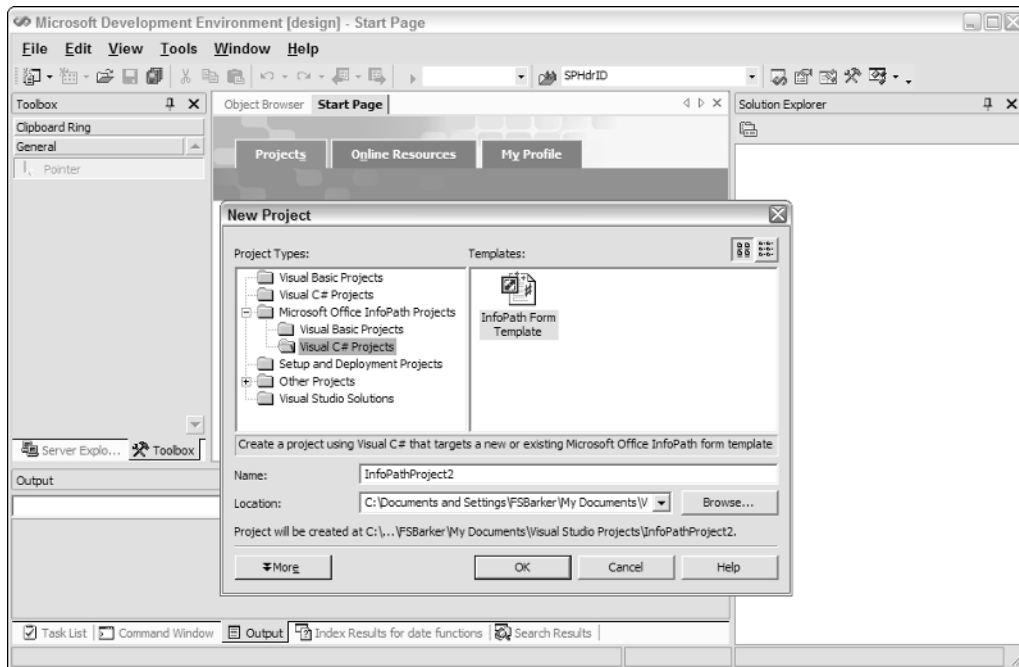 Microsoft Development Environment [design] - Start Page
File Edit View Tools Window Help
SPHdrID
Toolbox
Object Browser Start Page
Solution Explorer
Clipboard Ring
General
Pointer
Projects Online Resources My Profile
New Project
Project Types: Templates:
Visual Basic Projects
Visual C# Projects
Microsoft Office InfoPath Projects
Visual Basic Projects
Visual C# Projects
Setup and Deployment Projects
Other Projects
Visual Studio Solutions
InfoPath Form
Template
Create a project using Visual C# that targets a new or existing Microsoft Office InfoPath form template
Name: InfoPathProject2
Location: C:\Documents and Settings\FSBarker\My Documents\V Browse...
Project will be created at C:\...\FSBarker\My Documents\Visual Studio Projects\InfoPathProject2.
More OK Cancel Help
Server Explo... Toolbox
Output
Task List Command Window Output Index Results for date functions Search Results